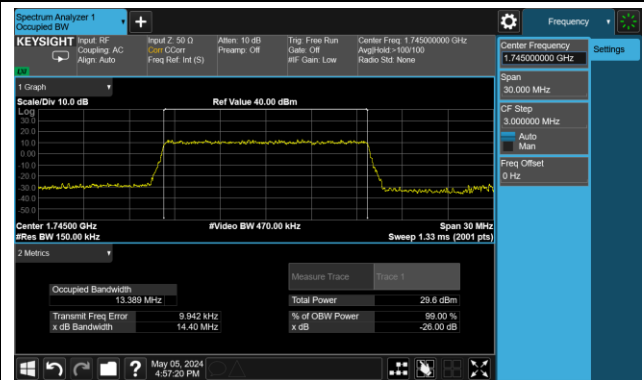 Spectrum Analyzer 1
Occupied BW
Frequency
KEYSIGHT
Input: RF
Coupling: AC
Align: Auto
Input Z: 50 Ω
Corr CCorr
Freq Ref: Int (S)
Atten: 10 dB
Preamp: Off
Trig: Free Run
Gate: Off
#IF Gain: Low
Center Freq: 1.745000000 GHz
Avg|Hold:>100/100
Radio Std: None
Center Frequency
1.745000000 GHz
Settings
Span
30.000 MHz
CF Step
3.000000 MHz
Auto
Man
Freq Offset
0 Hz
1 Graph
Scale/Div 10.0 dB
Ref Value 40.00 dBm
Log
30.0
20.0
10.0
0.00
-10.0
-20.0
-30.0
-40.0
-50.0
Center 1.74500 GHz
#Video BW 470.00 kHz
Span 30 MHz
#Res BW 150.00 kHz
Sweep 1.33 ms (2001 pts)
2 Metrics
Measure Trace
Trace 1
Occupied Bandwidth
13.389 MHz
Total Power
29.6 dBm
Transmit Freq Error
9.942 kHz
% of OBW Power
99.00 %
x dB Bandwidth
14.40 MHz
x dB
-26.00 dB
May 05, 2024
4:57:20 PM